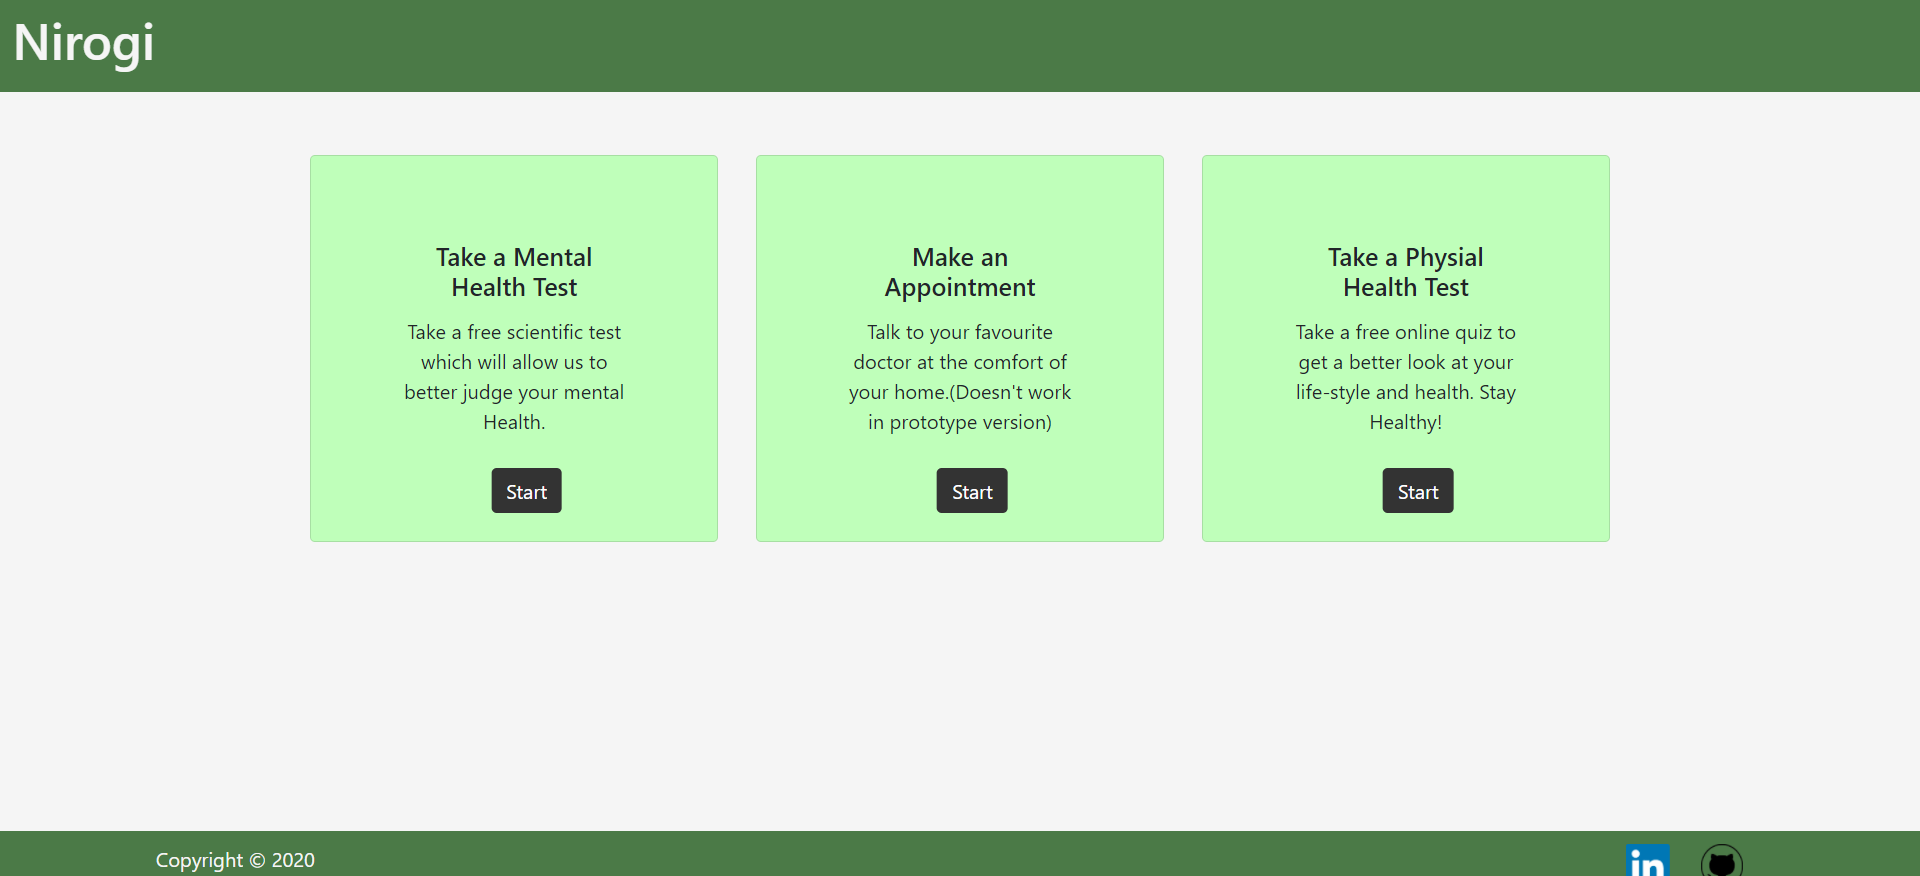 Nirogi
Take a Mental
Health Test
Take a free scientific test
which will allow us to
better judge your mental
Health.
Start
Make an
Appointment
Talk to your favourite
doctor at the comfort of
your home.(Doesn't work
in prototype version)
Start
Take a Physial
Health Test
Take a free online quiz to
get a better look at your
life-style and health. Stay
Healthy!
Start
Copyright © 2020
in